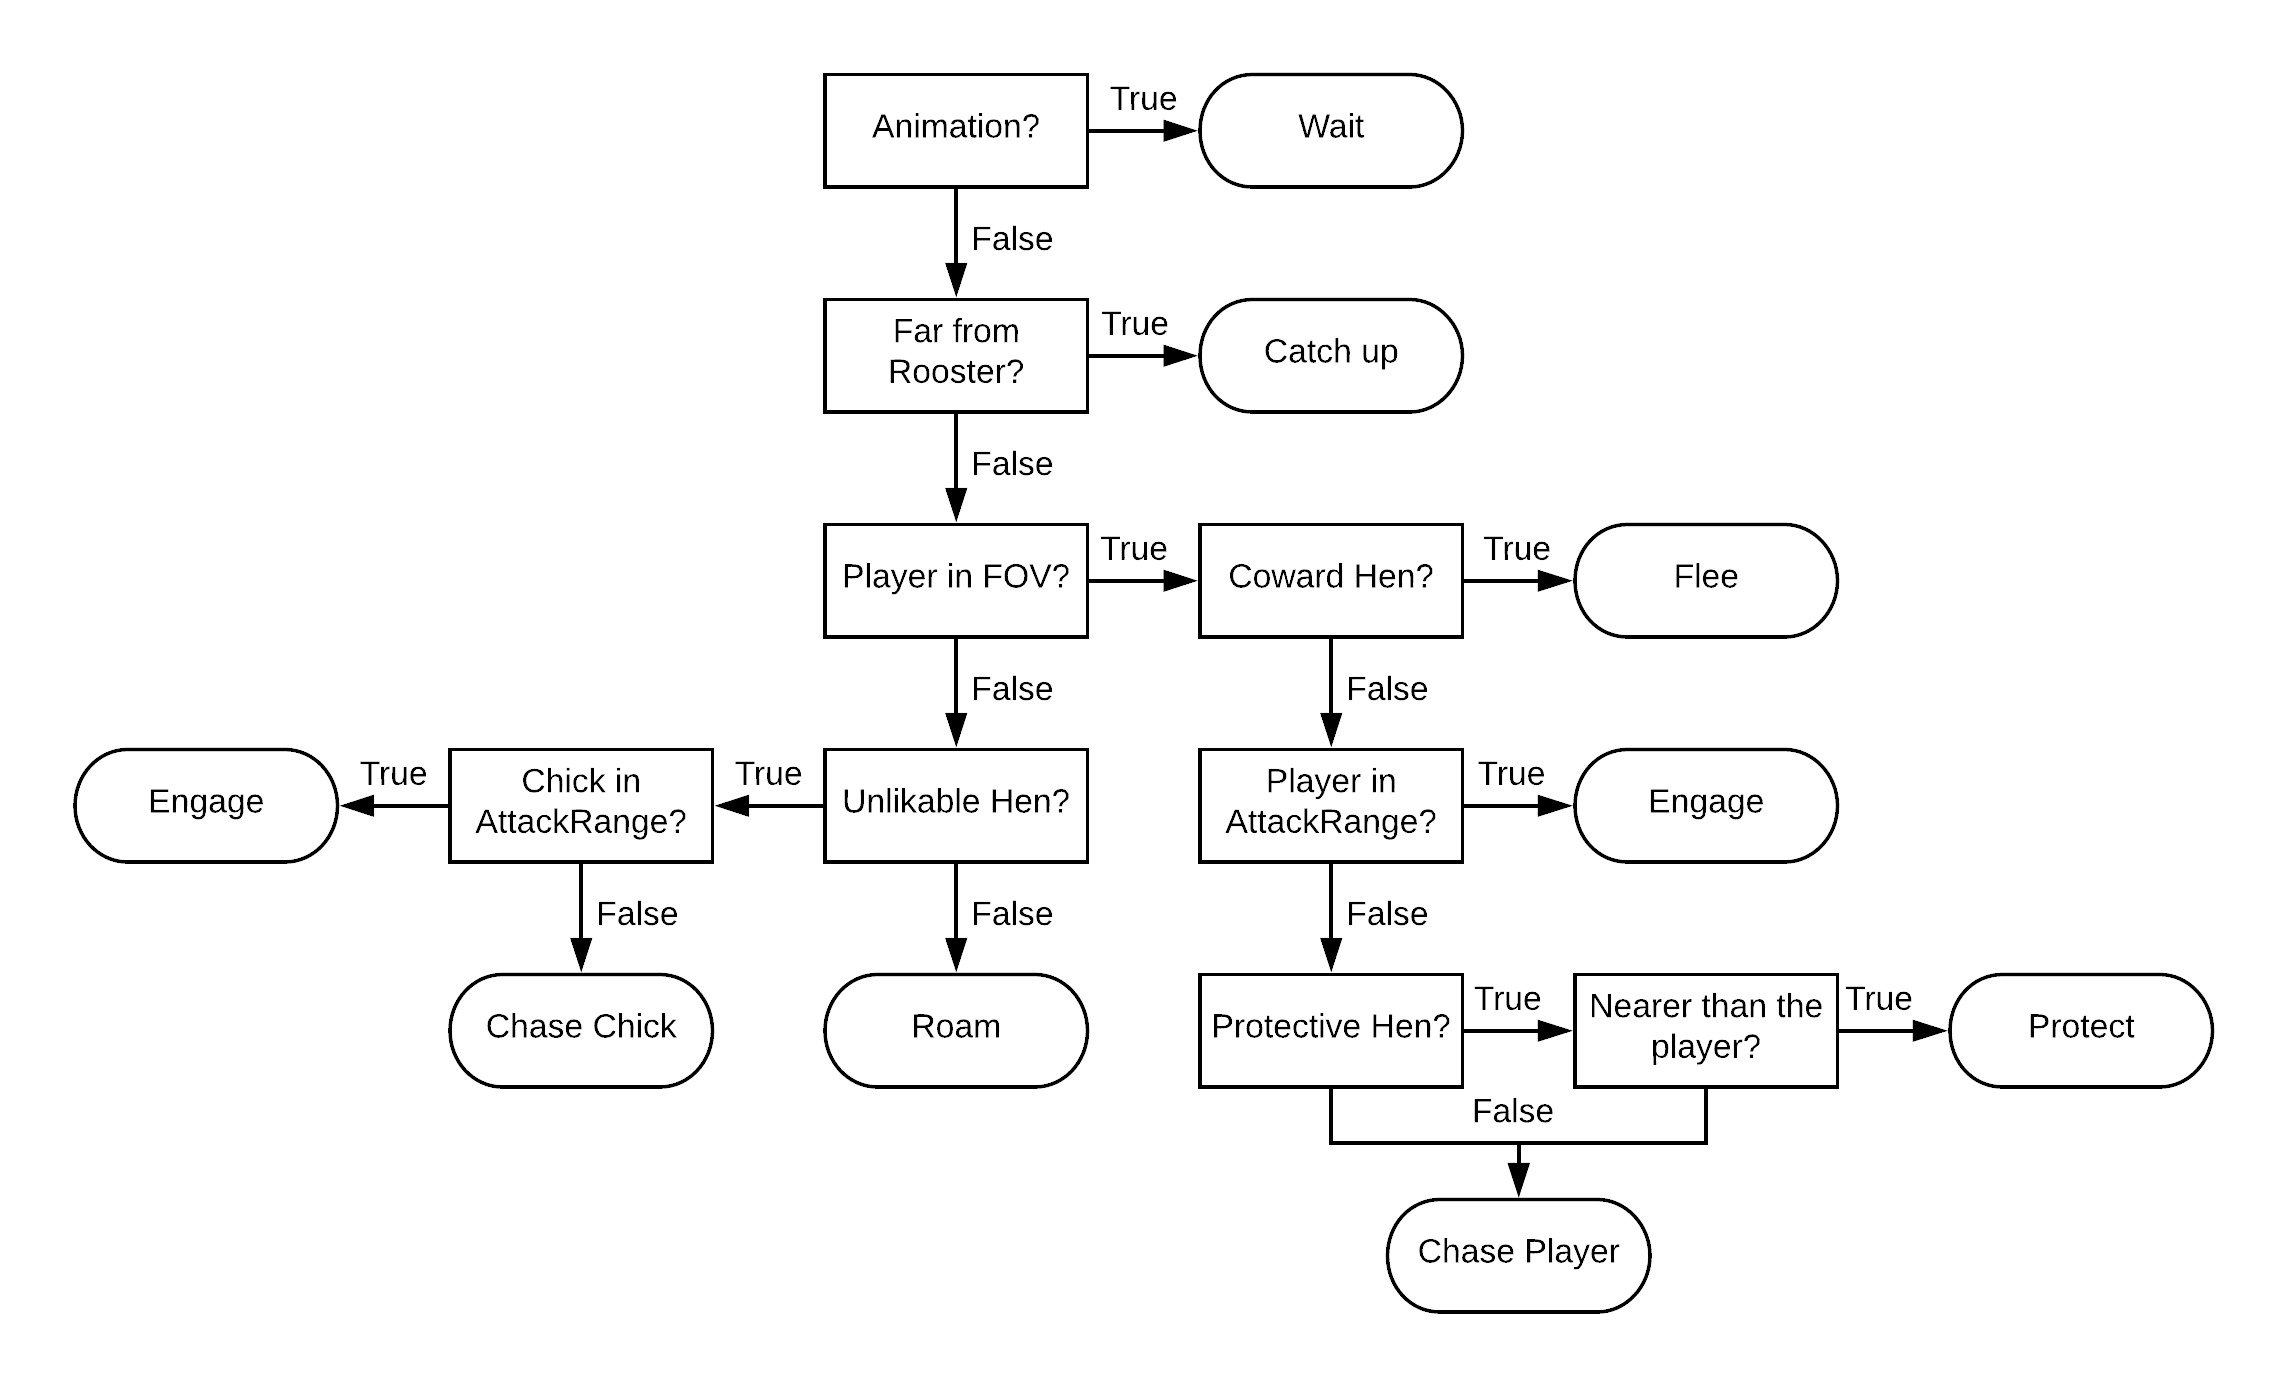 Animation?
True
Wait
False
Far from
Rooster?
True
Catch up
False
Player in FOV?
True
Coward Hen?
True
Flee
False
False
Engage
True
Chick in
AttackRange?
True
Unlikable Hen?
Player in
AttackRange?
True
Engage
False
False
False
Chase Chick
Roam
Protective Hen?
True
Nearer than the
player?
True
Protect
False
Chase Player